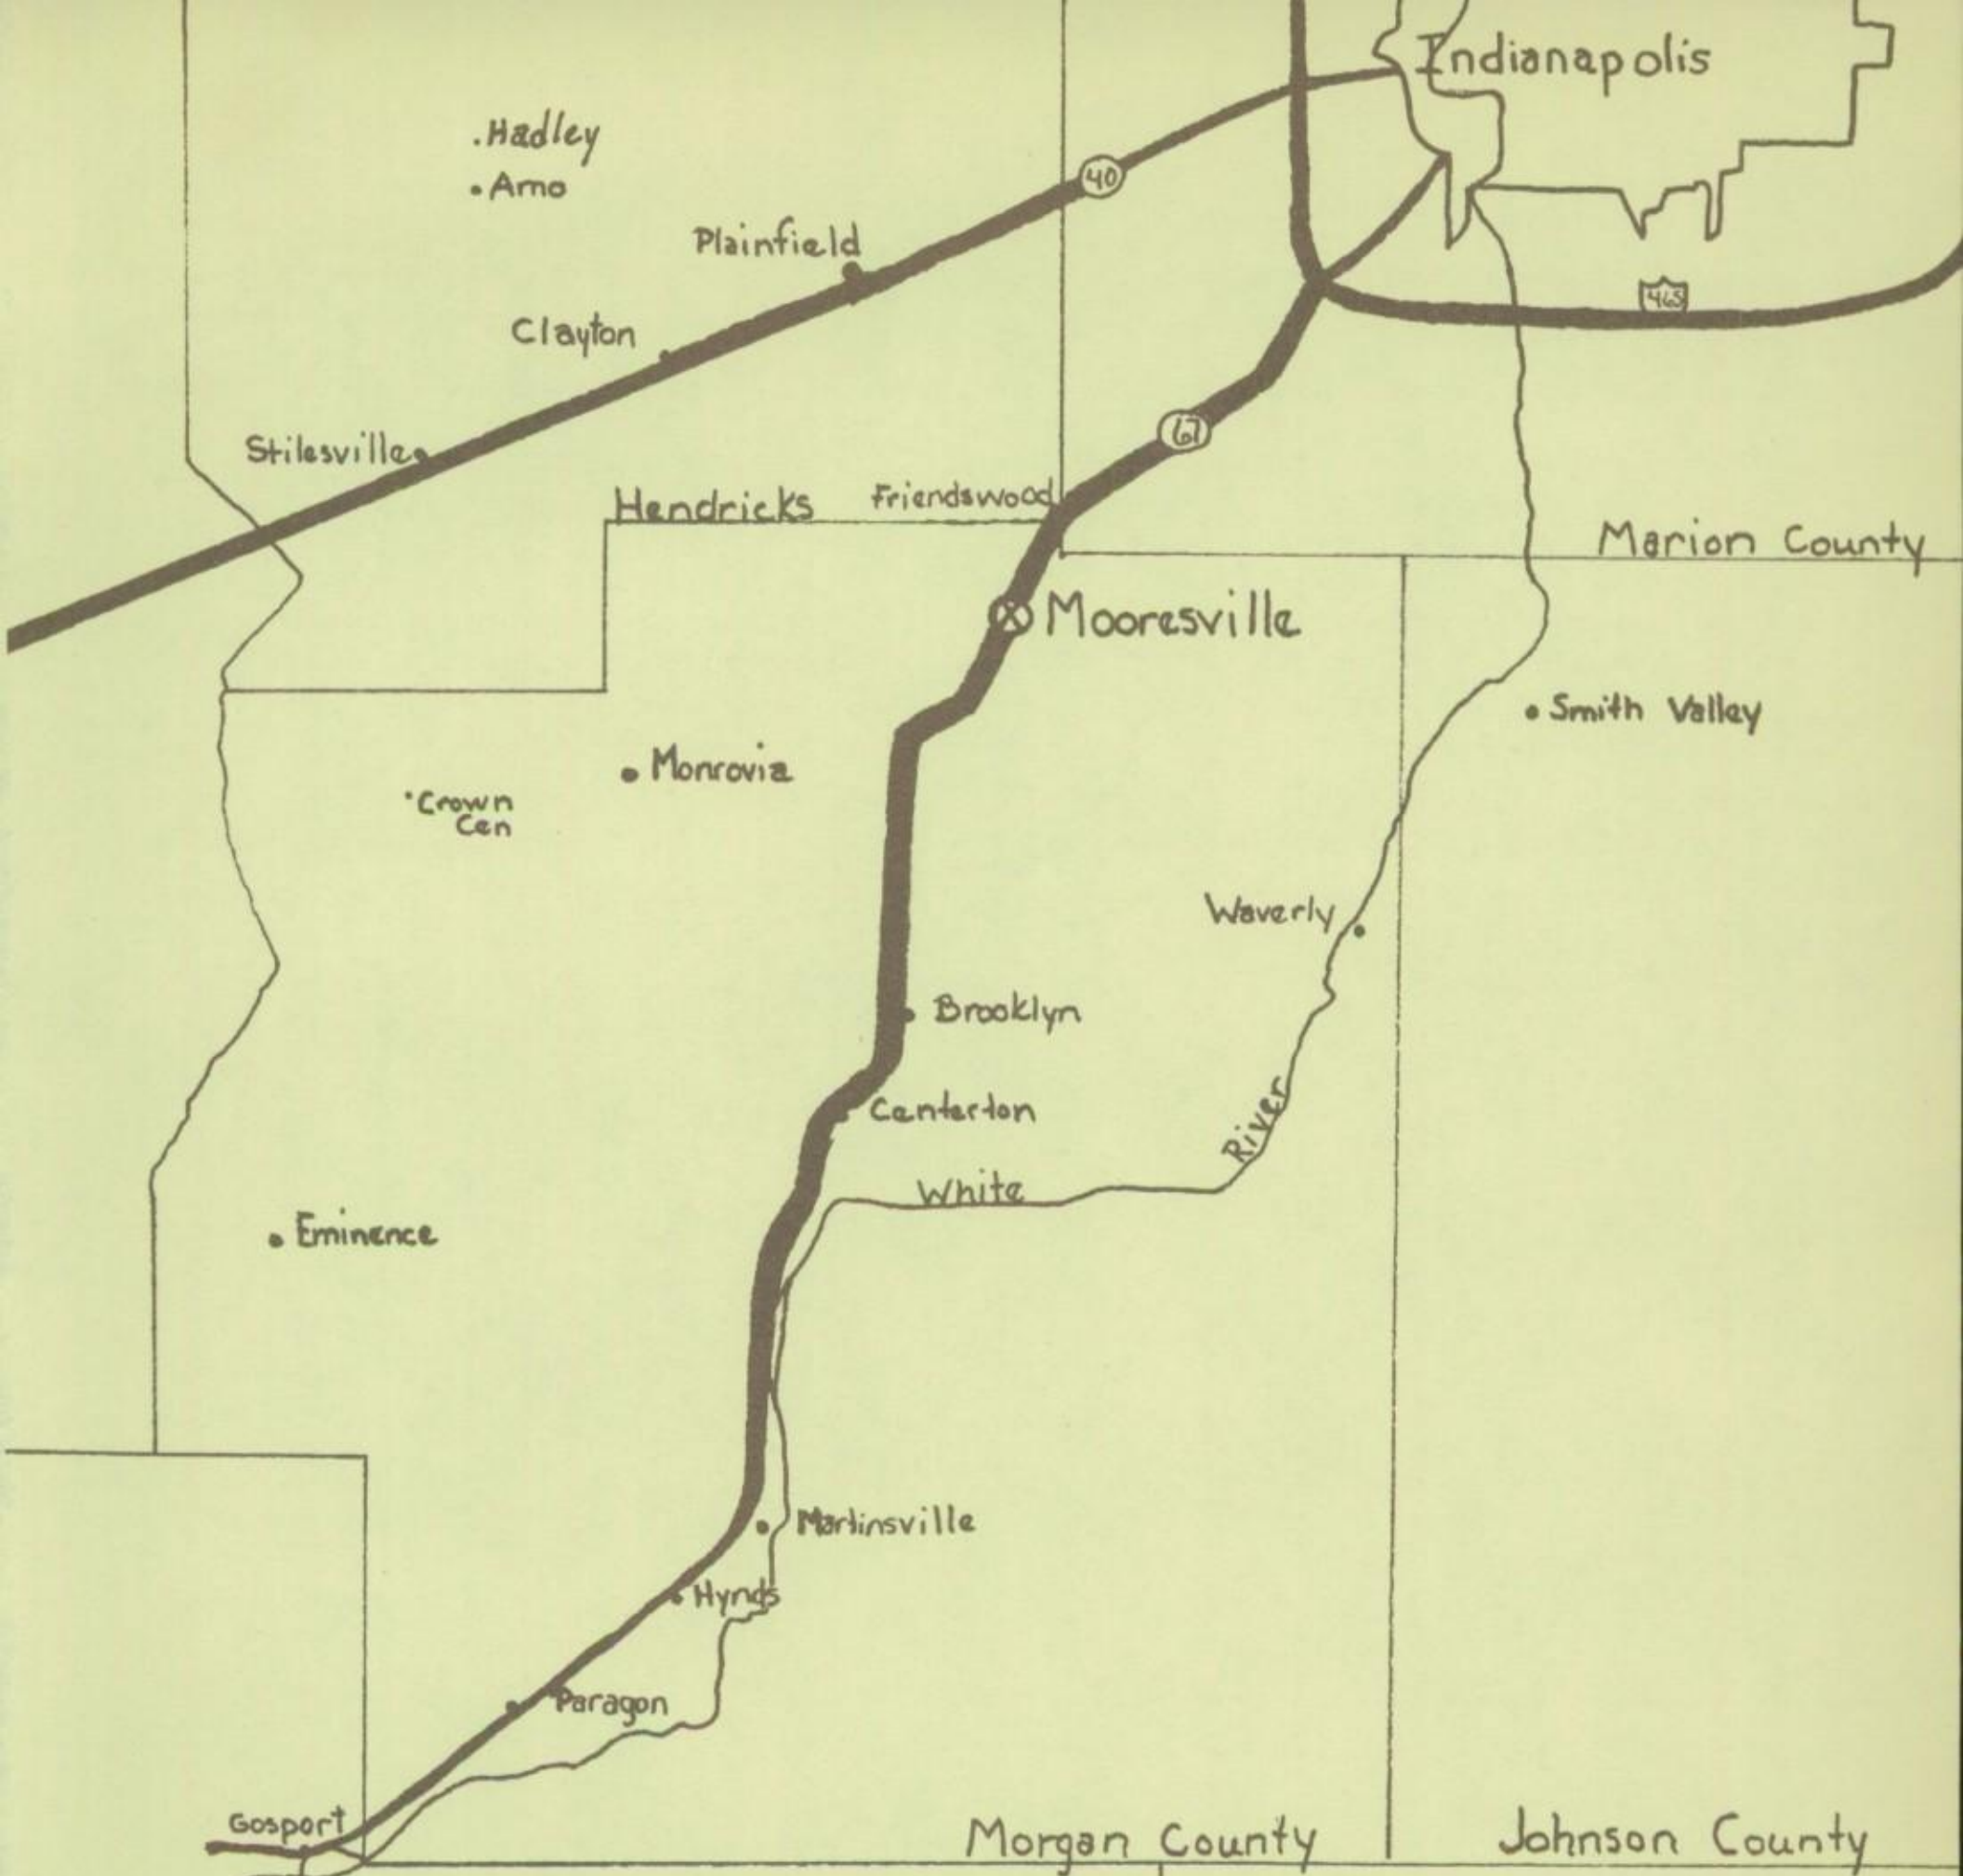 Indianapolis
.Hadley
Amo
40
Plainfield
465
Clayton
67
Stilesville
Hendricks
Friendswood
Marion County
Mooresville
Smith Valley
Monrovia
Crown
Cen
Waverly
Brooklyn
Centerton
River
White
Eminence
Martinsville
Hynds
Paragon
Gosport
Morgan County
Johnson County